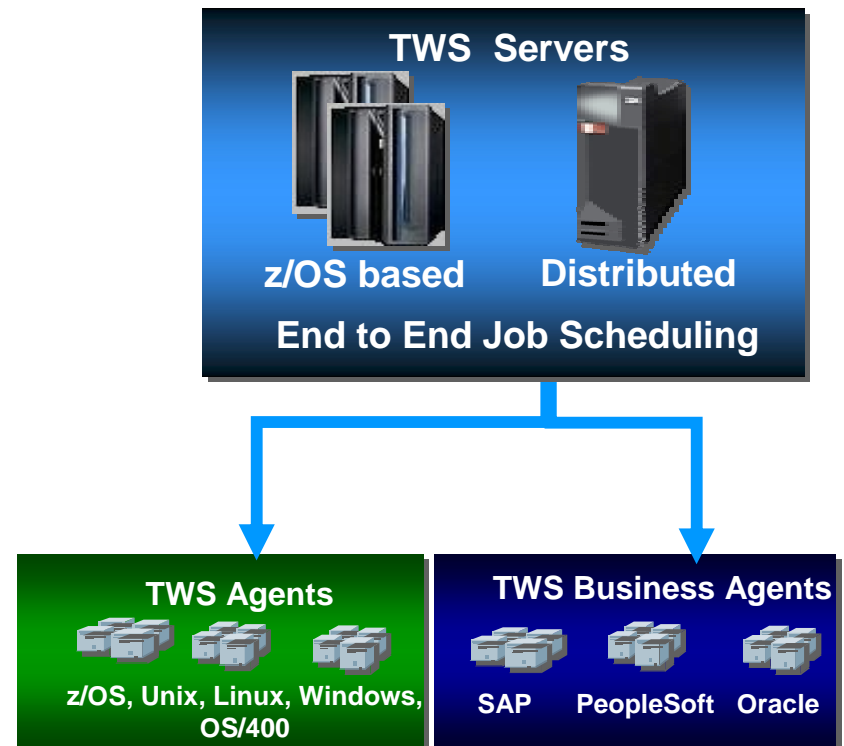 TWS Servers
z/OS based
Distributed
End to End Job Scheduling
TWS Agents
z/OS, Unix, Linux, Windows,
OS/400
TWS Business Agents
SAP
PeopleSoft
Oracle